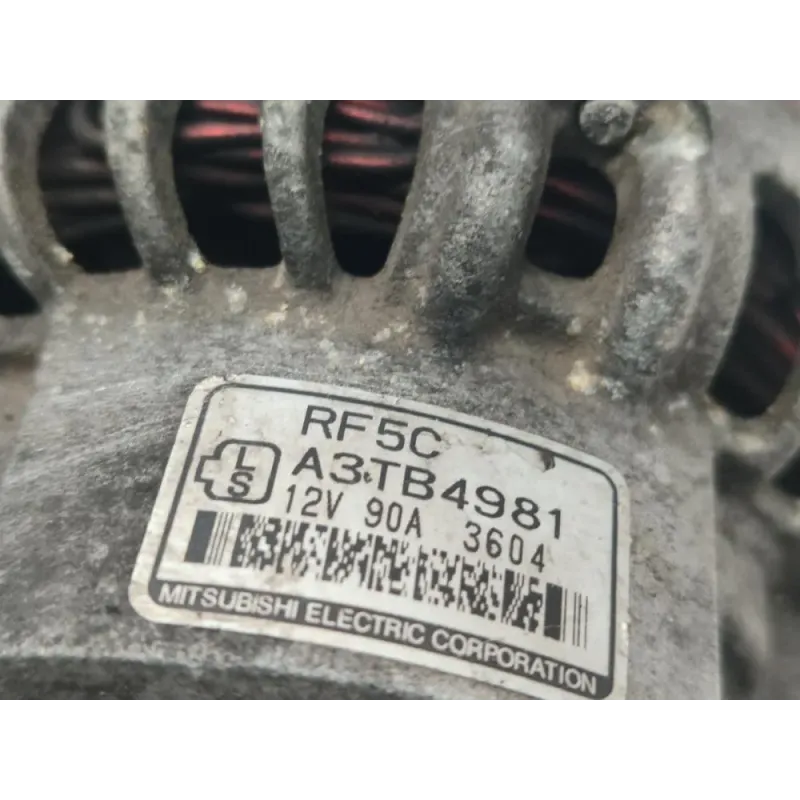 RF5C
L
S
A3TB4981
12V 90A 3604
MITSUBISHI ELECTRIC CORPORATION